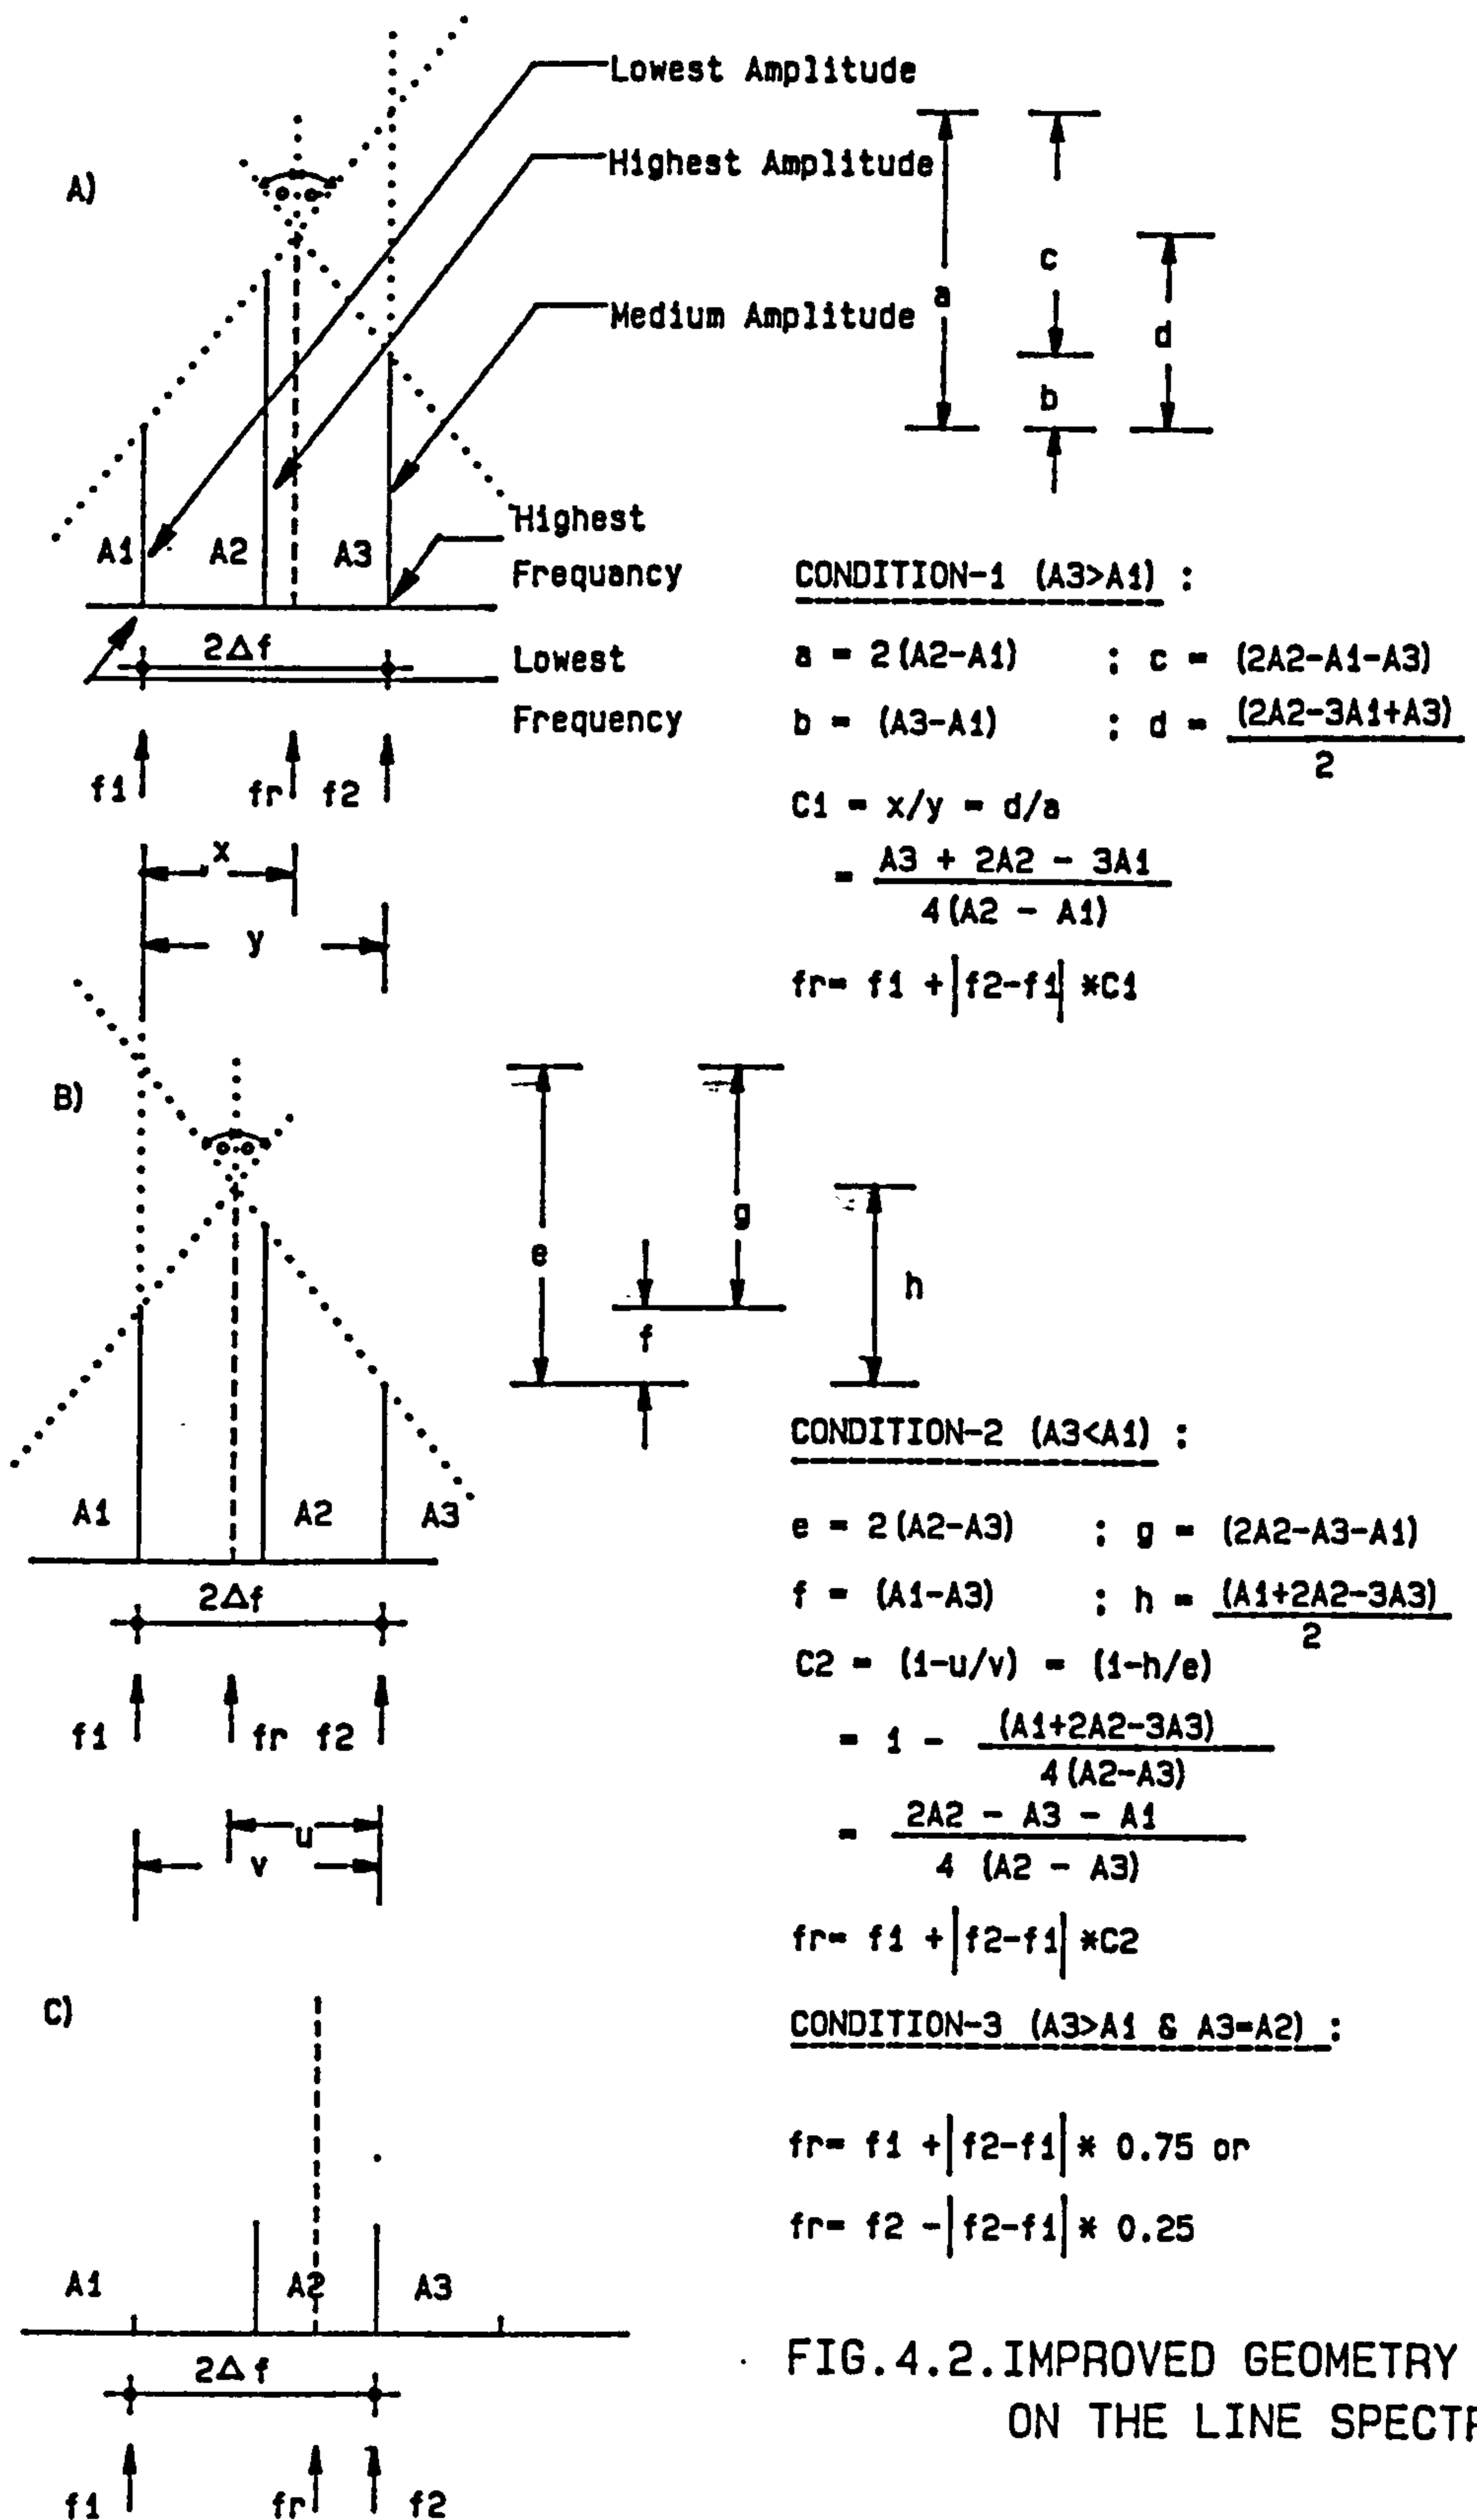 A)
Lowest Amplitude
Highest Amplitude
Medium Amplitude
a
c
b
d
A1 A2 A3
Highest
Frequancy
2Δf
Lowest
Frequency
f1 fr f2
x
y
CONDITION-1 (A3>A1) :
a = 2(A2-A1) ; c = (2A2-A1-A3)
b = (A3-A1) ; d = (2A2-3A1+A3)
2
C1 = x/y = d/a
= A3 + 2A2 - 3A1
4(A2 - A1)
fr= f1 +|f2-f1| *C1
B)
e
g
f
h
A1 A2 A3
2Δf
f1 fr f2
u
v
CONDITION-2 (A3<A1) :
e = 2(A2-A3) ; g = (2A2-A3-A1)
f = (A1-A3) ; h = (A1+2A2-3A3)
2
C2 = (1-u/v) = (1-h/e)
= 1 - (A1+2A2-3A3)
4(A2-A3)
= 2A2 - A3 - A1
4 (A2 - A3)
fr= f1 +|f2-f1| *C2
C)
CONDITION-3 (A3>A1 & A3=A2) :
fr= f1 +|f2-f1| * 0.75 or
fr= f2 -|f2-f1| * 0.25
A1 A2 A3
2Δf
f1 fr f2
FIG.4.2.IMPROVED GEOMETRY
ON THE LINE SPECTR